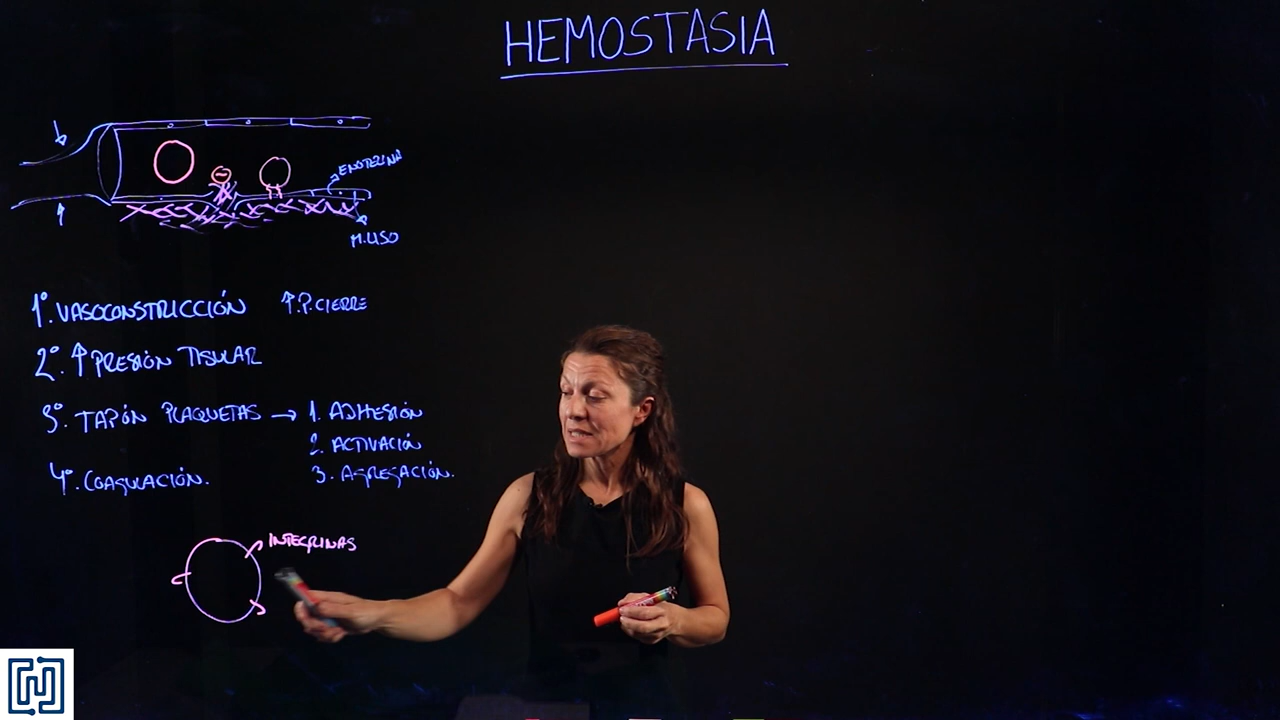 HEMOSTASIA
ENDOTELIAL
M.LISO
1º. VASOCONSTRICCIÓN ↑P.CIERRE
2º. ↑PRESIÓN TISULAR
3º. TAPÓN PLAQUETAS → 1. ADHESIÓN
2. ACTIVACIÓN
4º. COAGULACIÓN. 3. AGREGACIÓN.
INTEGRINAS